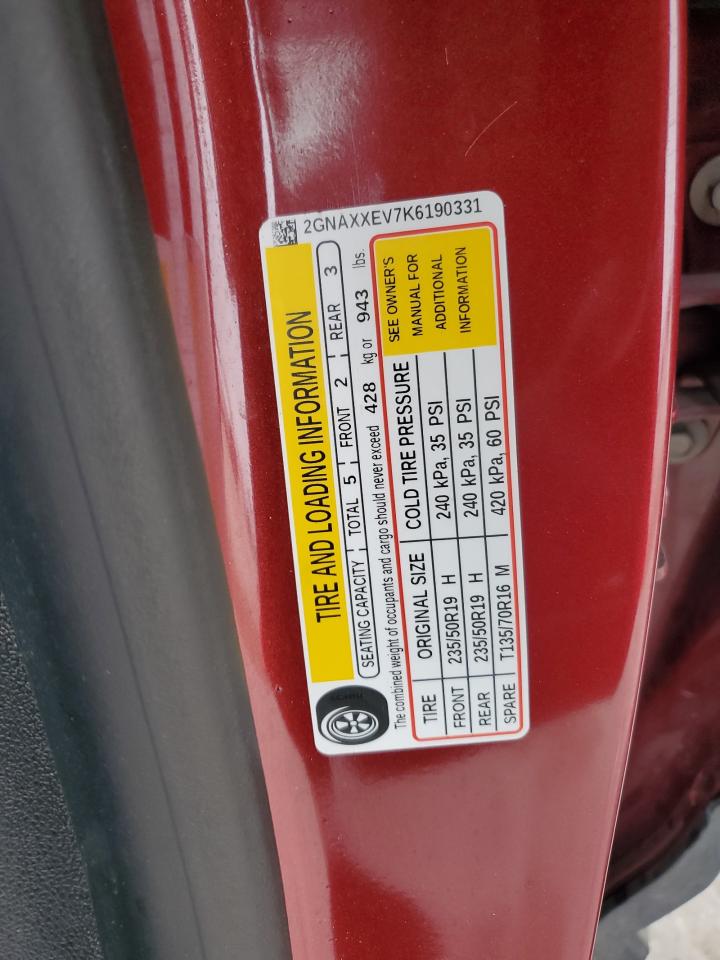 2GNAXXEV7K6190331
TIRE AND LOADING INFORMATION
SEATING CAPACITY TOTAL 5 FRONT 2 REAR 3
The combined weight of occupants and cargo should never exceed 428 kg or 943 lbs.
TIRE ORIGINAL SIZE COLD TIRE PRESSURE
FRONT 235/50R19 H 240 kPa, 35 PSI
REAR 235/50R19 H 240 kPa, 35 PSI
SPARE T135/70R16 M 420 kPa, 60 PSI
SEE OWNER'S
MANUAL FOR
ADDITIONAL
INFORMATION